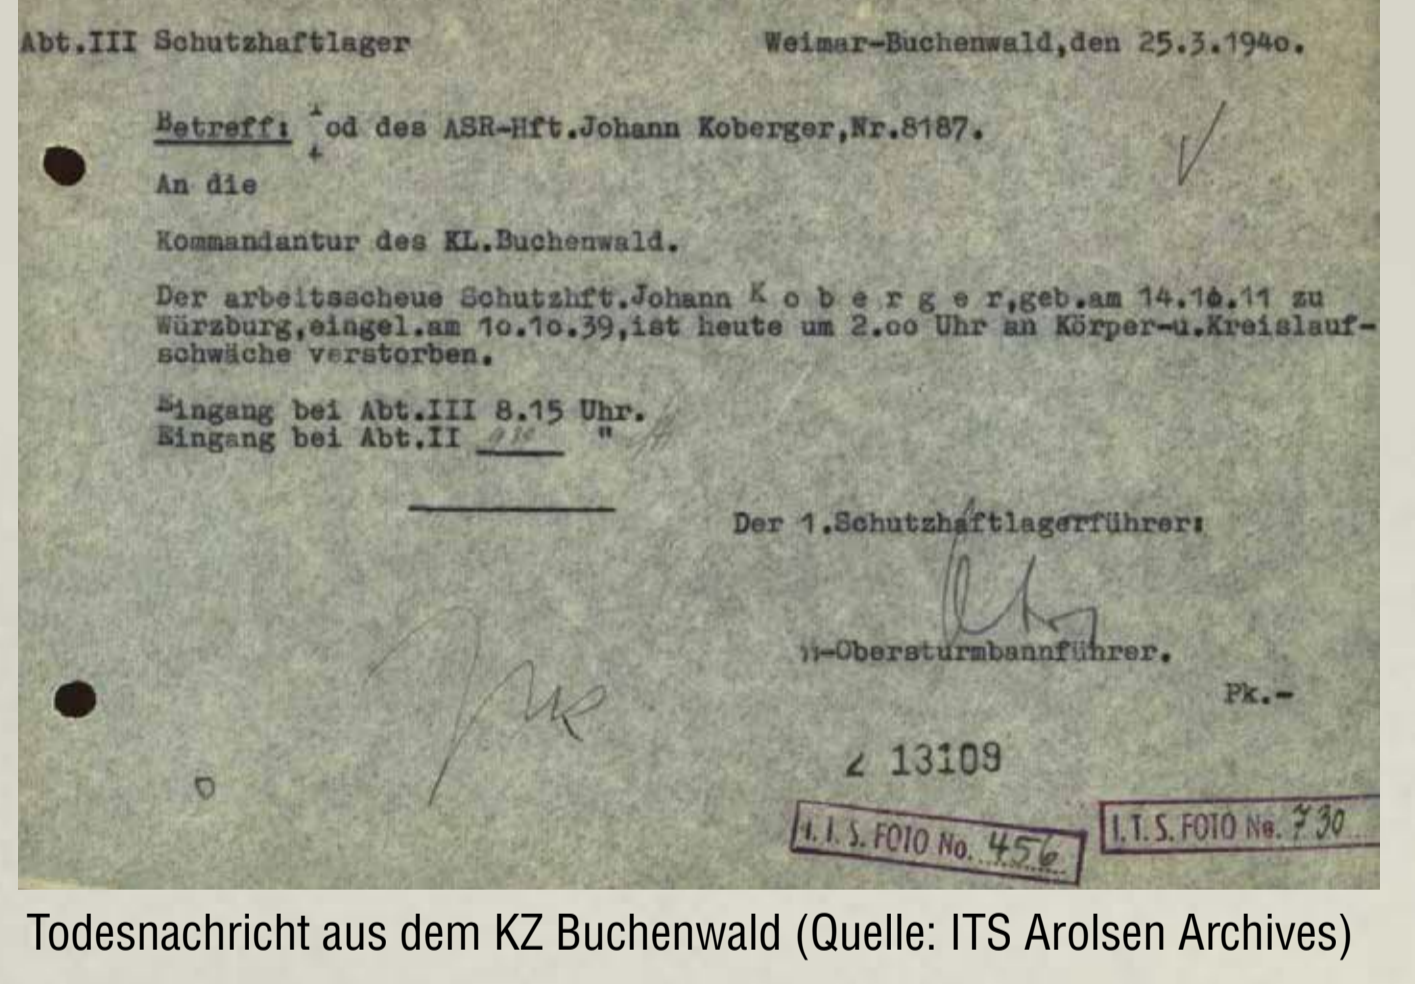 Abt.III Schutzhaftlager Weimar-Buchenwald,den 25.3.194o.
Betreff: Tod des ASR-Hft.Johann Koberger,Nr.8187.
An die
Kommandantur des KL.Buchenwald.
Der arbeitsscheue Schutzhft.Johann K o b e r g e r,geb.am 14.10.11 zu
Würzburg,eingel.am 1o.1o.39,ist heute um 2.oo Uhr an Körper-u.Kreislauf-
schwäche verstorben.
Eingang bei Abt.III 8.15 Uhr.
Eingang bei Abt.II "
Der 1.Schutzhaftlagerführer:
-Obersturmbannführer.
Pk.-
13109
I.T.S. FOTO No. 456
I.T.S. FOTO No. 730
Todesnachricht aus dem KZ Buchenwald (Quelle: ITS Arolsen Archives)